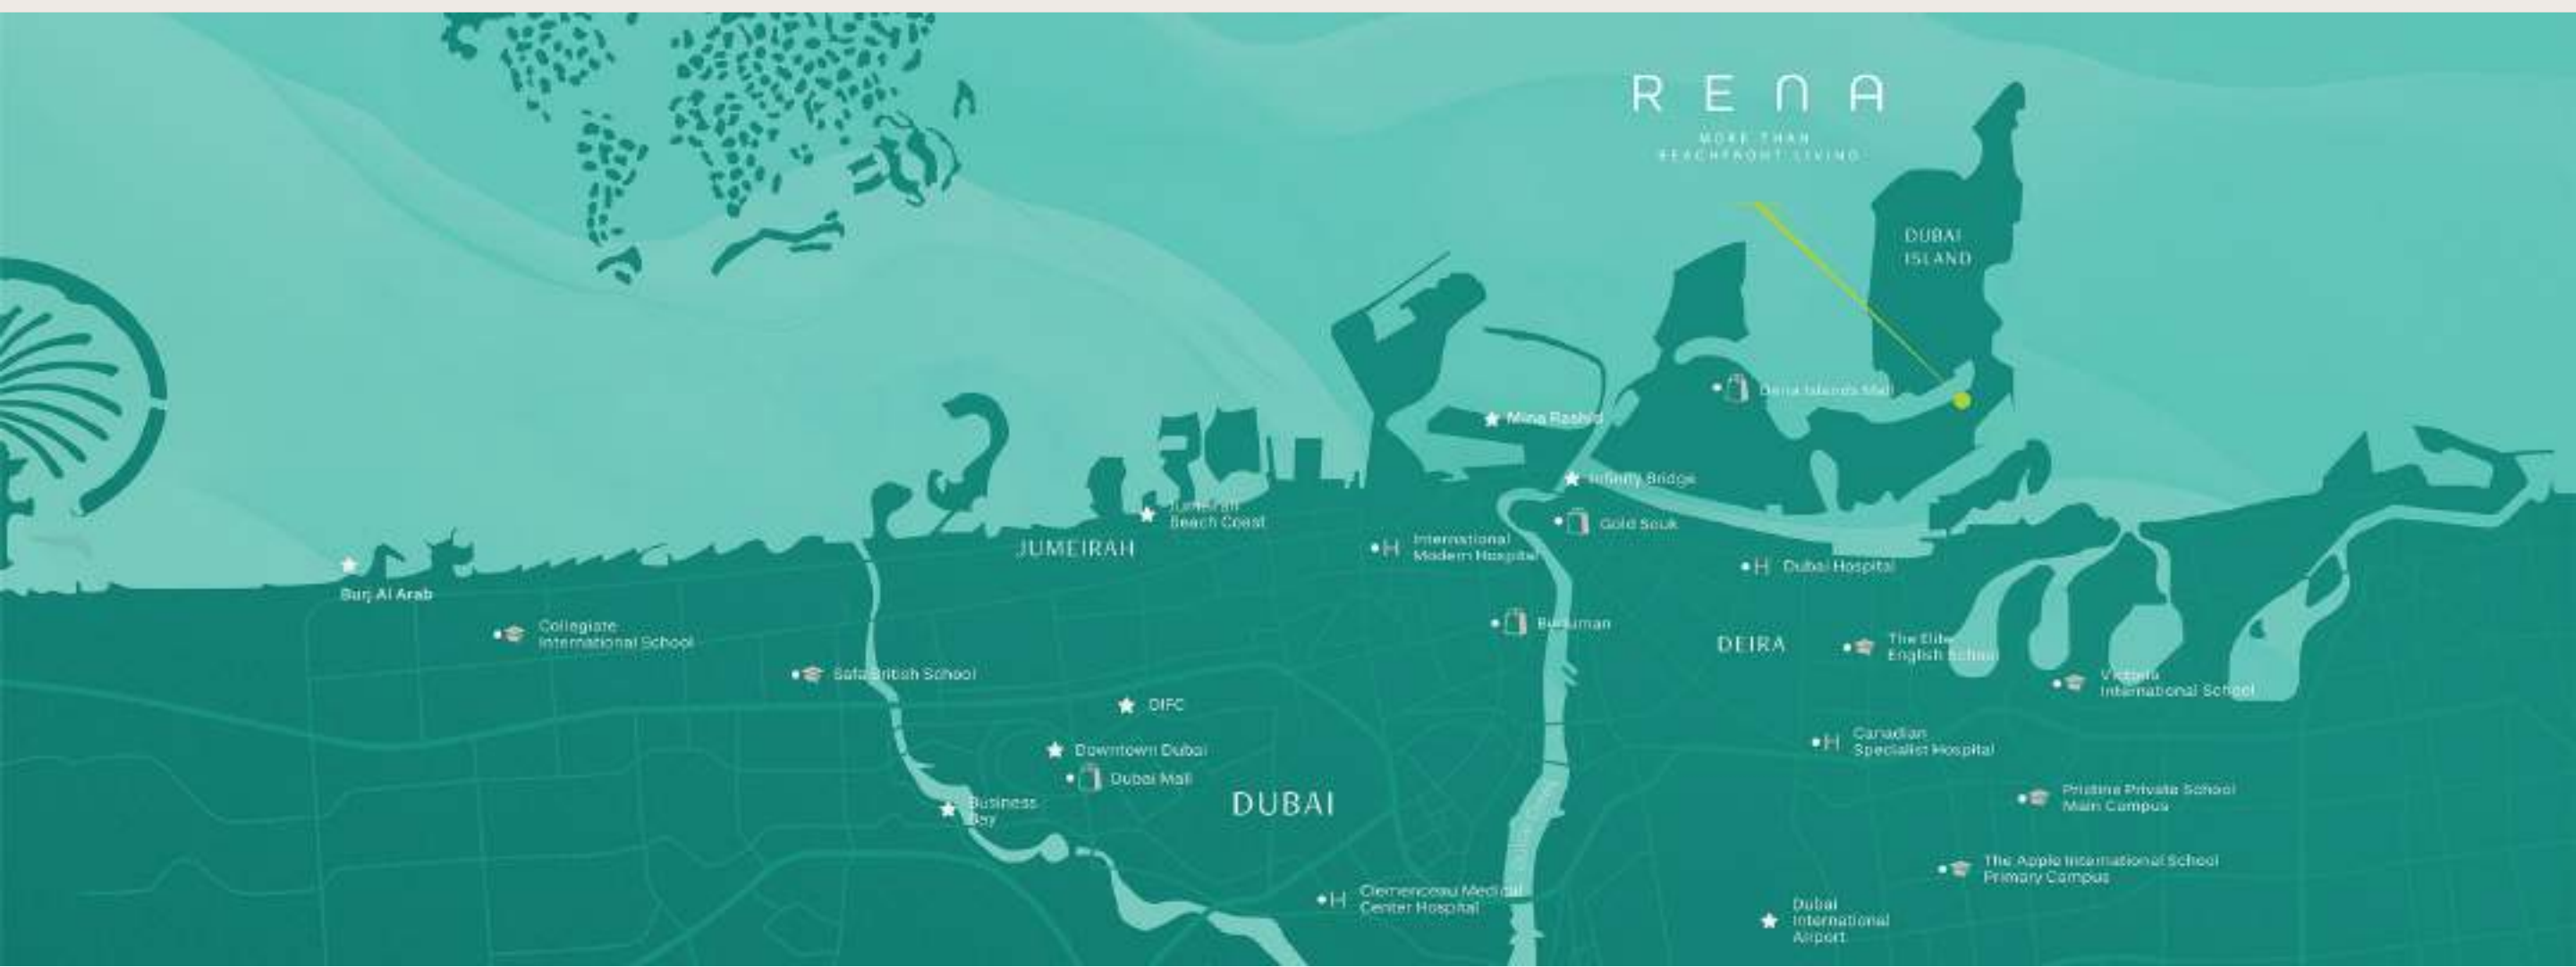 RENA
MORE THAN
BEACHFRONT LIVING
DUBAI
ISLAND
Deira Islands Mall
Mina Rashid
Infinity Bridge
Jumeirah
Beach Coast
Gold Souk
JUMEIRAH
International
Modern Hospital
Dubai Hospital
Burj Al Arab
Collegiate
International School
Burjuman
DEIRA
The Elite
English School
Safa British School
Victoria
International School
DIFC
Downtown Dubai
Canadian
Specialist Hospital
Dubai Mall
Business
Bay
DUBAI
Pristine Private School
Main Campus
The Apple International School
Primary Campus
Clemenceau Medical
Center Hospital
Dubai
International
Airport